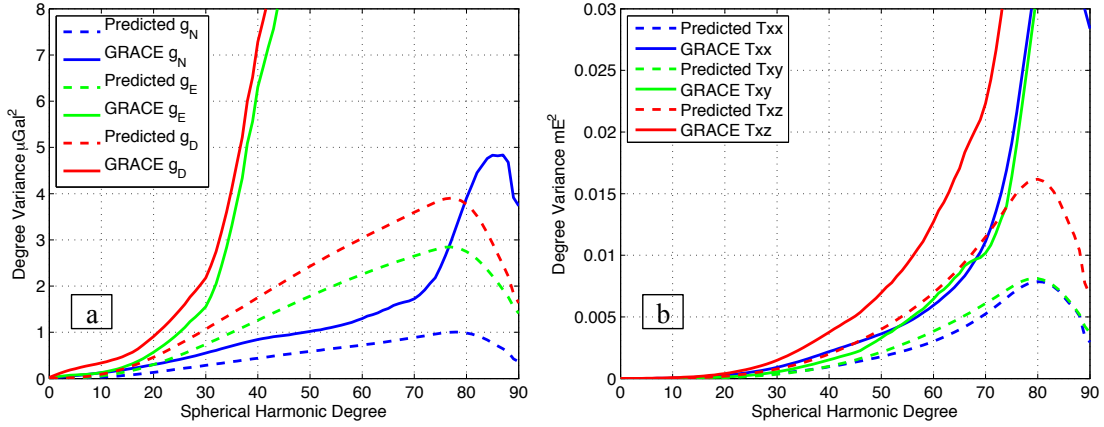 Degree Variance μGal²
8
7
6
5
4
3
2
1
0
Predicted g_N
GRACE g_N
Predicted g_E
GRACE g_E
Predicted g_D
GRACE g_D
a
0 10 20 30 40 50 60 70 80 90
Spherical Harmonic Degree
Degree Variance mE²
0.03
0.025
0.02
0.015
0.01
0.005
0
Predicted Txx
GRACE Txx
Predicted Txy
GRACE Txy
Predicted Txz
GRACE Txz
b
0 10 20 30 40 50 60 70 80 90
Spherical Harmonic Degree